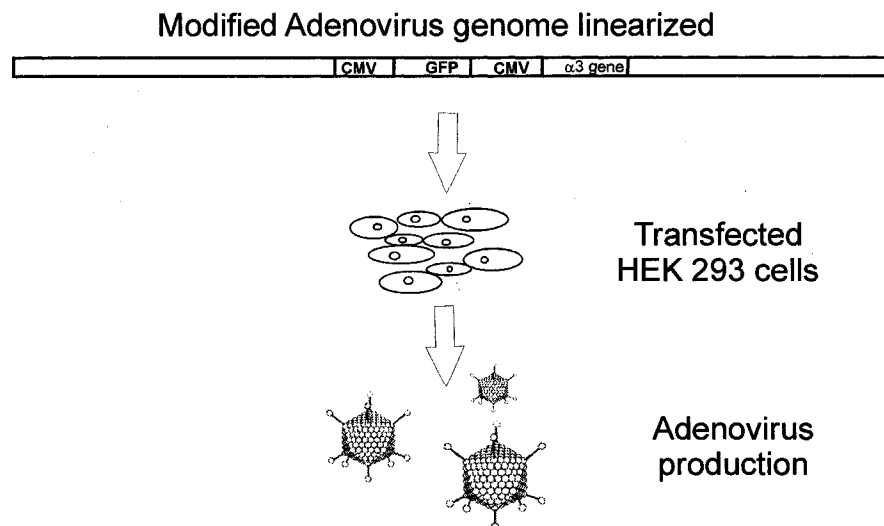 Modified Adenovirus genome linearized
CMV GFP CMV α3 gene
Transfected
HEK 293 cells
Adenovirus
production